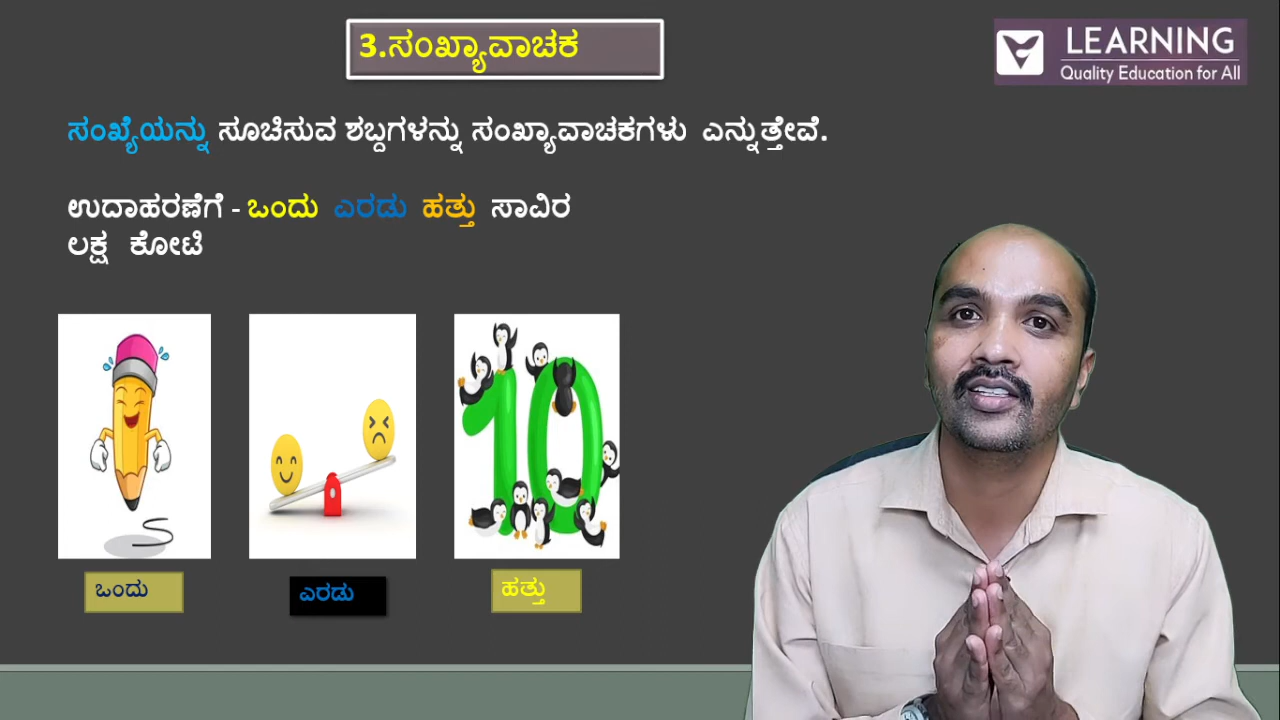 3.ಸಂಖ್ಯಾವಾಚಕ
LEARNING
Quality Education for All
ಸಂಖ್ಯೆಯನ್ನು ಸೂಚಿಸುವ ಶಬ್ದಗಳನ್ನು ಸಂಖ್ಯಾವಾಚಕಗಳು ಎನ್ನುತ್ತೇವೆ.
ಉದಾಹರಣೆಗೆ - ಒಂದು ಎರಡು ಹತ್ತು ಸಾವಿರ
ಲಕ್ಷ ಕೋಟಿ
10
ಒಂದು ಎರಡು ಹತ್ತು